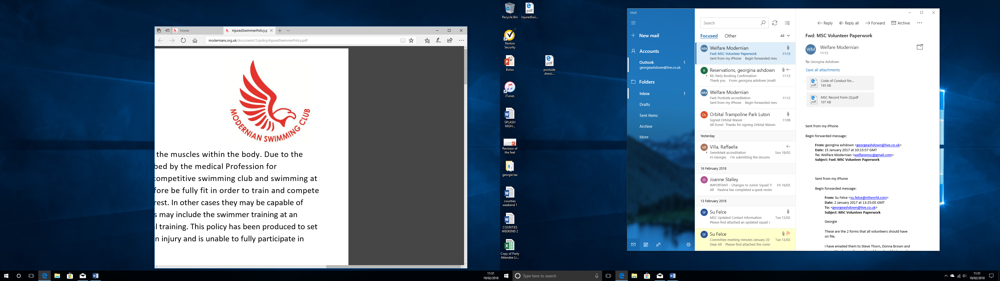 Home
InjuredSwimmerPolicy.p
modernians.org.uk/docs/swim21/policy/InjuredSwimmerPolicy.pdf
MODERNIAN SWIMMING CLUB
the muscles within the body. Due to the
bed by the medical Profession for
competitive swimming club and swimming at
fore be fully fit in order to train and compete
rest. In other cases they may be capable of
s may include the swimmer training at an
l training. This policy has been produced to set
n injury and is unable to fully participate in
11:31
19/02/2018
Recycle Bin
InjuredSwi...
Norton
Security
Botox
poolside
dressi...
iTunes
SPLASH
NIGH...
Revision of
the feet
georgie tax
counties
weekend 1
COUNTIES
WEEKEND 2
Copy of Party
Attendee Li...
Type here to search
Mail
New mail
Accounts
Outlook 1
georgeashdown@live.co.uk
Folders
Inbox 1
Drafts
Sent Items
Archive
More
Search
Focused Other All
WM Welfare Modernian
Fwd: MSC Volunteer Paperwork 11:13
Sent from my iPhone Begin forwarded mes
R Reservations, georgina ashdown
RE: Party Booking Confirmation 11:13
Thank you From: georgina ashdown [mailt
WM Welfare Modernian
Fwd: Poolside accreditation 11:12
Sent from my iPhone Begin forwarded mes
OL Orbital Trampoline Park Luton
Signed Orbital Waiver 11:06
All Done! Thanks for signing Orbital Waiver.
Yesterday
VR Villa, Raffaella
SwimMark accreditation Sun 18/02
Hi Georgie, I'm submitting the docume
16 February 2018
JS Joanne Stalley
IMPORTANT - Changes to Junior Squad Ti Fri 16/02
All Paulina has completed a quick review
13 February 2018
SF Su Felce
MSC Updated Contact Information Tue 13/02
Please find attached an updated squad c
SF Su Felce
Committee meeting minutes January 201 Tue 13/02
Dear All Please find attached the comm
Reply Reply all Forward Archive
Fwd: MSC Volunteer Paperwork
WM Welfare Modernian
11:13
To: Georgina Ashdown
Save all attachments
pdf Code of Conduct for...
195 KB
pdf MSC Record Form (3).pdf
107 KB
Sent from my iPhone
Begin forwarded message:
From: georgina ashdown <georgeashdown@live.co.uk>
Date: 15 January 2017 at 10:15:57 GMT
To: Welfare Modernian <welfaremsc@gmail.com>
Subject: Fwd: MSC Volunteer Paperwork
Sent from my iPhone
Begin forwarded message:
From: Su Felce <su.felce@ntlworld.com>
Date: 2 January 2017 at 13:25:05 GMT
To: <georgeashdown@live.co.uk>
Subject: MSC Volunteer Paperwork
Georgie
These are the 2 forms that all volunteers should have
on file.
I have emailed them to Steve Thorn, Donna Brown and
11:31
19/02/2018